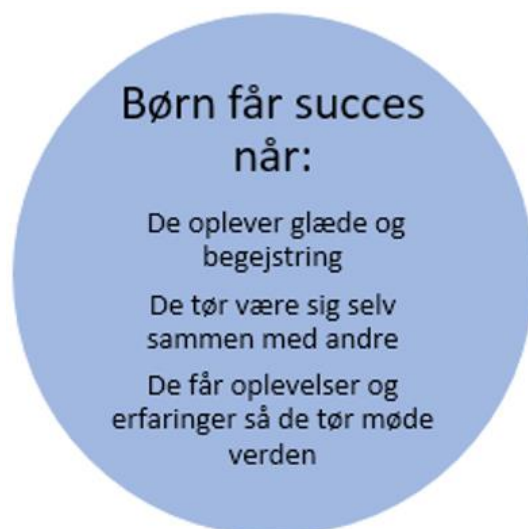 Børn får succes
når:
De oplever glæde og
begejstring
De tør være sig selv
sammen med andre
De får oplevelser og
erfaringer så de tør møde
verden